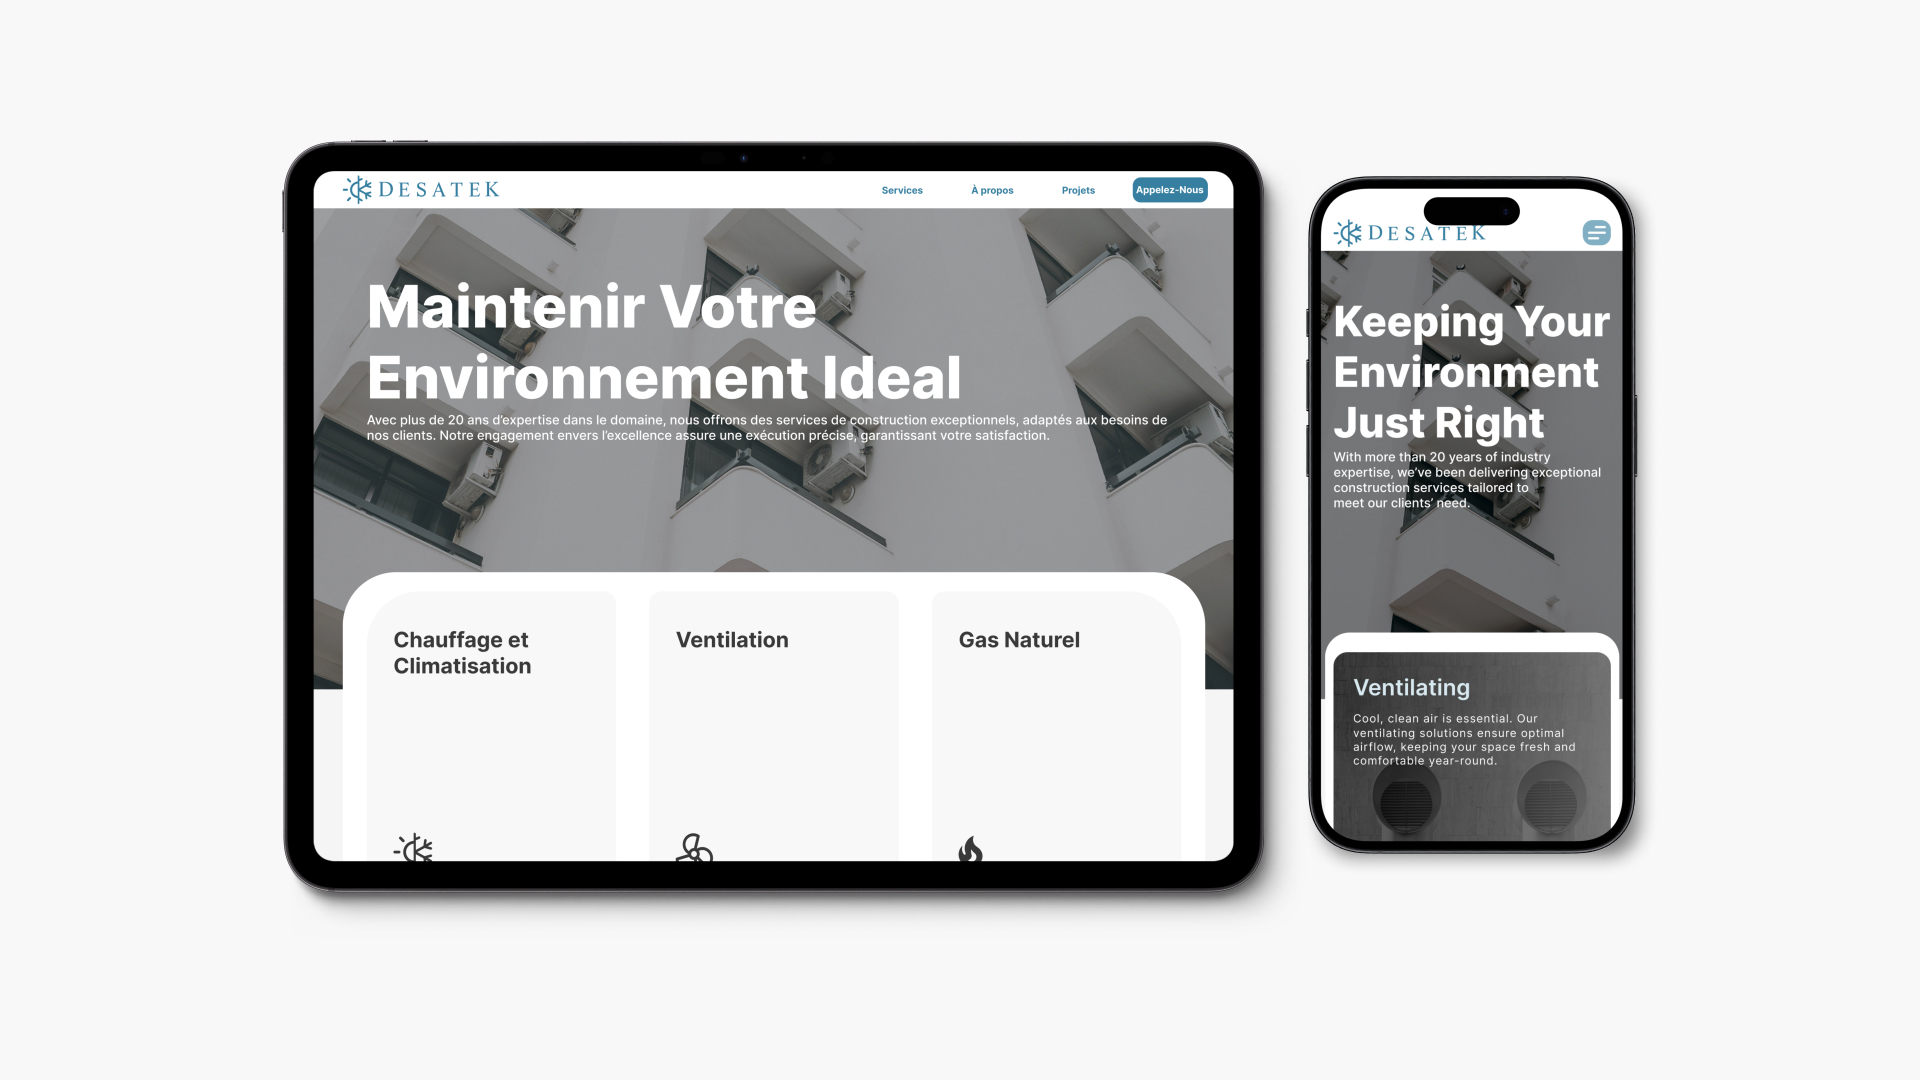 DESATEK
Services
À propos
Projets
Appelez-Nous
Maintenir Votre
Environnement Ideal
Avec plus de 20 ans d’expertise dans le domaine, nous offrons des services de construction exceptionnels, adaptés aux besoins de
nos clients. Notre engagement envers l’excellence assure une exécution précise, garantissant votre satisfaction.
Chauffage et
Climatisation
Ventilation
Gas Naturel
DESATEK
Keeping Your
Environment
Just Right
With more than 20 years of industry
expertise, we’ve been delivering exceptional
construction services tailored to
meet our clients’ need.
Ventilating
Cool, clean air is essential. Our
ventilating solutions ensure optimal
airflow, keeping your space fresh and
comfortable year-round.